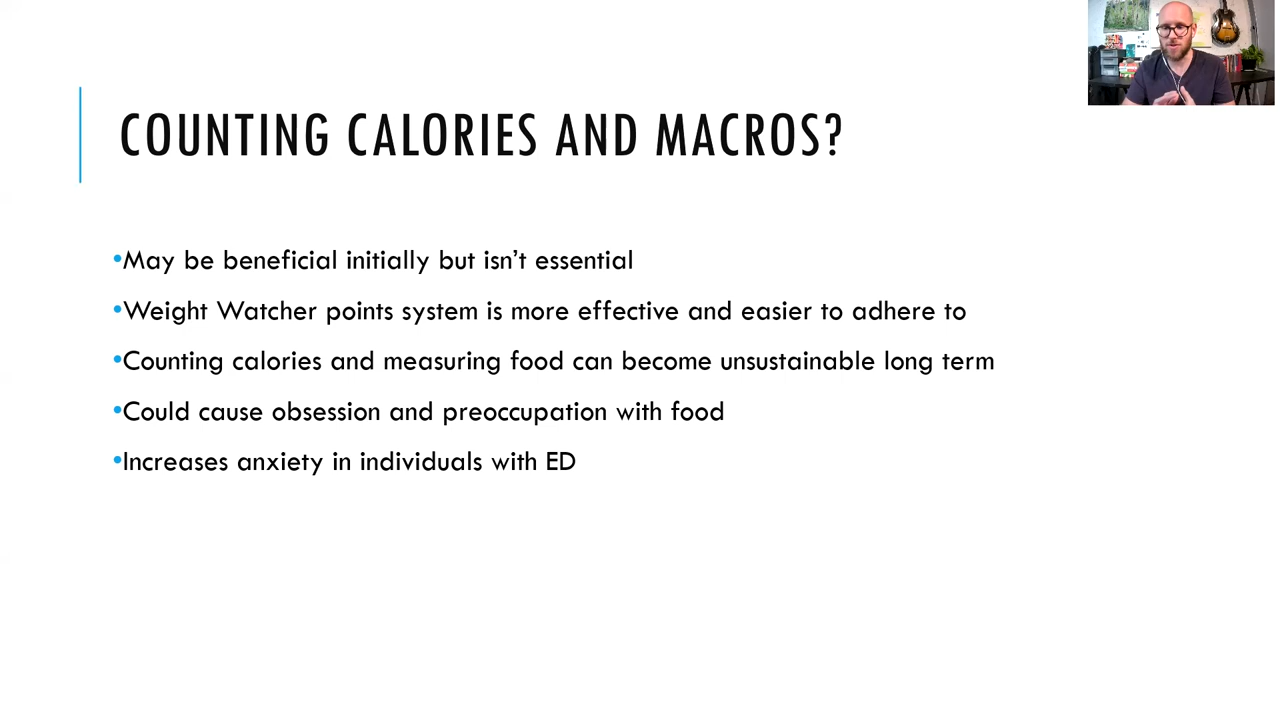 COUNTING CALORIES AND MACROS?
•May be beneficial initially but isn’t essential
•Weight Watcher points system is more effective and easier to adhere to
•Counting calories and measuring food can become unsustainable long term
•Could cause obsession and preoccupation with food
•Increases anxiety in individuals with ED